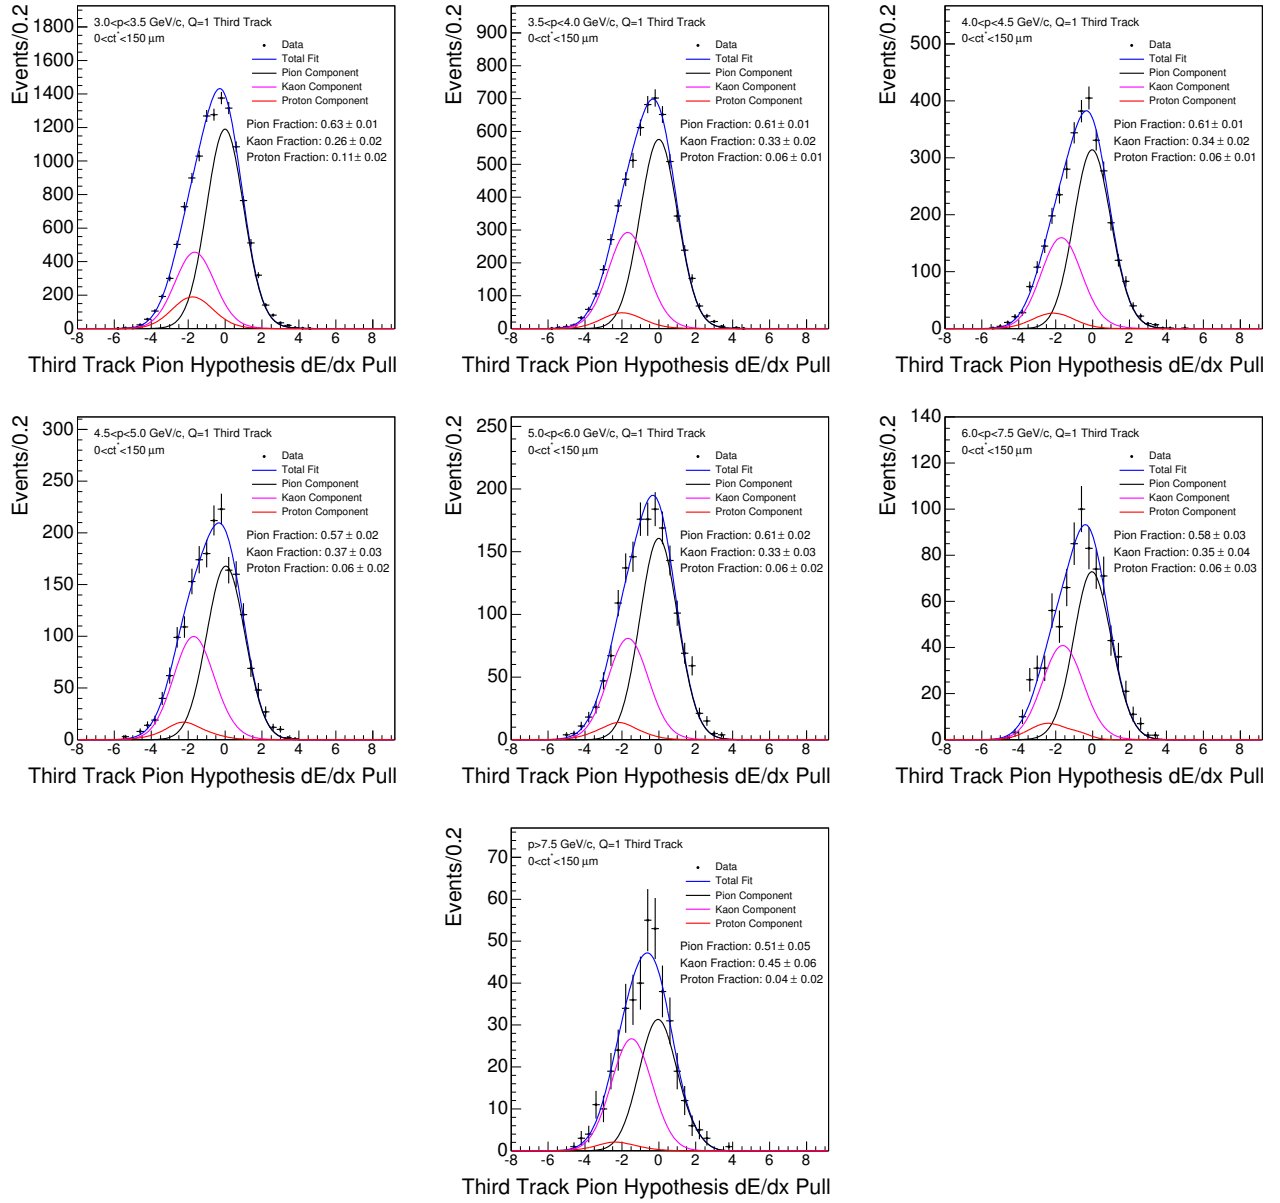 3.0<p<3.5 GeV/c, Q=1 Third Track
0<ct*<150 μm
Data
Total Fit
Pion Component
Kaon Component
Proton Component
Pion Fraction: 0.63 ± 0.01
Kaon Fraction: 0.26 ± 0.02
Proton Fraction: 0.11 ± 0.02
Events/0.2
1800
1600
1400
1200
1000
800
600
400
200
0
-8 -6 -4 -2 0 2 4 6 8
Third Track Pion Hypothesis dE/dx Pull
3.5<p<4.0 GeV/c, Q=1 Third Track
0<ct*<150 μm
Data
Total Fit
Pion Component
Kaon Component
Proton Component
Pion Fraction: 0.61 ± 0.01
Kaon Fraction: 0.33 ± 0.02
Proton Fraction: 0.06 ± 0.01
Events/0.2
900
800
700
600
500
400
300
200
100
0
-8 -6 -4 -2 0 2 4 6 8
Third Track Pion Hypothesis dE/dx Pull
4.0<p<4.5 GeV/c, Q=1 Third Track
0<ct*<150 μm
Data
Total Fit
Pion Component
Kaon Component
Proton Component
Pion Fraction: 0.61 ± 0.01
Kaon Fraction: 0.34 ± 0.02
Proton Fraction: 0.06 ± 0.01
Events/0.2
500
400
300
200
100
0
-8 -6 -4 -2 0 2 4 6 8
Third Track Pion Hypothesis dE/dx Pull
4.5<p<5.0 GeV/c, Q=1 Third Track
0<ct*<150 μm
Data
Total Fit
Pion Component
Kaon Component
Proton Component
Pion Fraction: 0.57 ± 0.02
Kaon Fraction: 0.37 ± 0.03
Proton Fraction: 0.06 ± 0.02
Events/0.2
300
250
200
150
100
50
0
-8 -6 -4 -2 0 2 4 6 8
Third Track Pion Hypothesis dE/dx Pull
5.0<p<6.0 GeV/c, Q=1 Third Track
0<ct*<150 μm
Data
Total Fit
Pion Component
Kaon Component
Proton Component
Pion Fraction: 0.61 ± 0.02
Kaon Fraction: 0.33 ± 0.03
Proton Fraction: 0.06 ± 0.02
Events/0.2
250
200
150
100
50
0
-8 -6 -4 -2 0 2 4 6 8
Third Track Pion Hypothesis dE/dx Pull
6.0<p<7.5 GeV/c, Q=1 Third Track
0<ct*<150 μm
Data
Total Fit
Pion Component
Kaon Component
Proton Component
Pion Fraction: 0.58 ± 0.03
Kaon Fraction: 0.35 ± 0.04
Proton Fraction: 0.06 ± 0.03
Events/0.2
140
120
100
80
60
40
20
0
-8 -6 -4 -2 0 2 4 6 8
Third Track Pion Hypothesis dE/dx Pull
p>7.5 GeV/c, Q=1 Third Track
0<ct*<150 μm
Data
Total Fit
Pion Component
Kaon Component
Proton Component
Pion Fraction: 0.51 ± 0.05
Kaon Fraction: 0.45 ± 0.06
Proton Fraction: 0.04 ± 0.02
Events/0.2
70
60
50
40
30
20
10
0
-8 -6 -4 -2 0 2 4 6 8
Third Track Pion Hypothesis dE/dx Pull